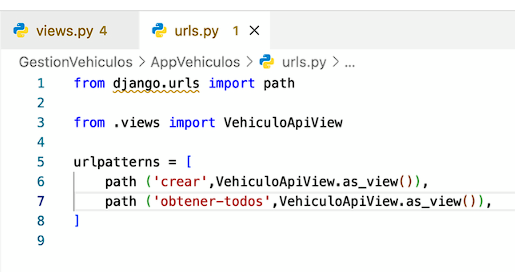 views.py 4 urls.py 1 ×
GestionVehiculos > AppVehiculos > urls.py > ...
1 from django.urls import path
2
3 from .views import VehiculoApiView
4
5 urlpatterns = [
6     path ('crear',VehiculoApiView.as_view()),
7     path ('obtener-todos',VehiculoApiView.as_view()),
8 ]
9